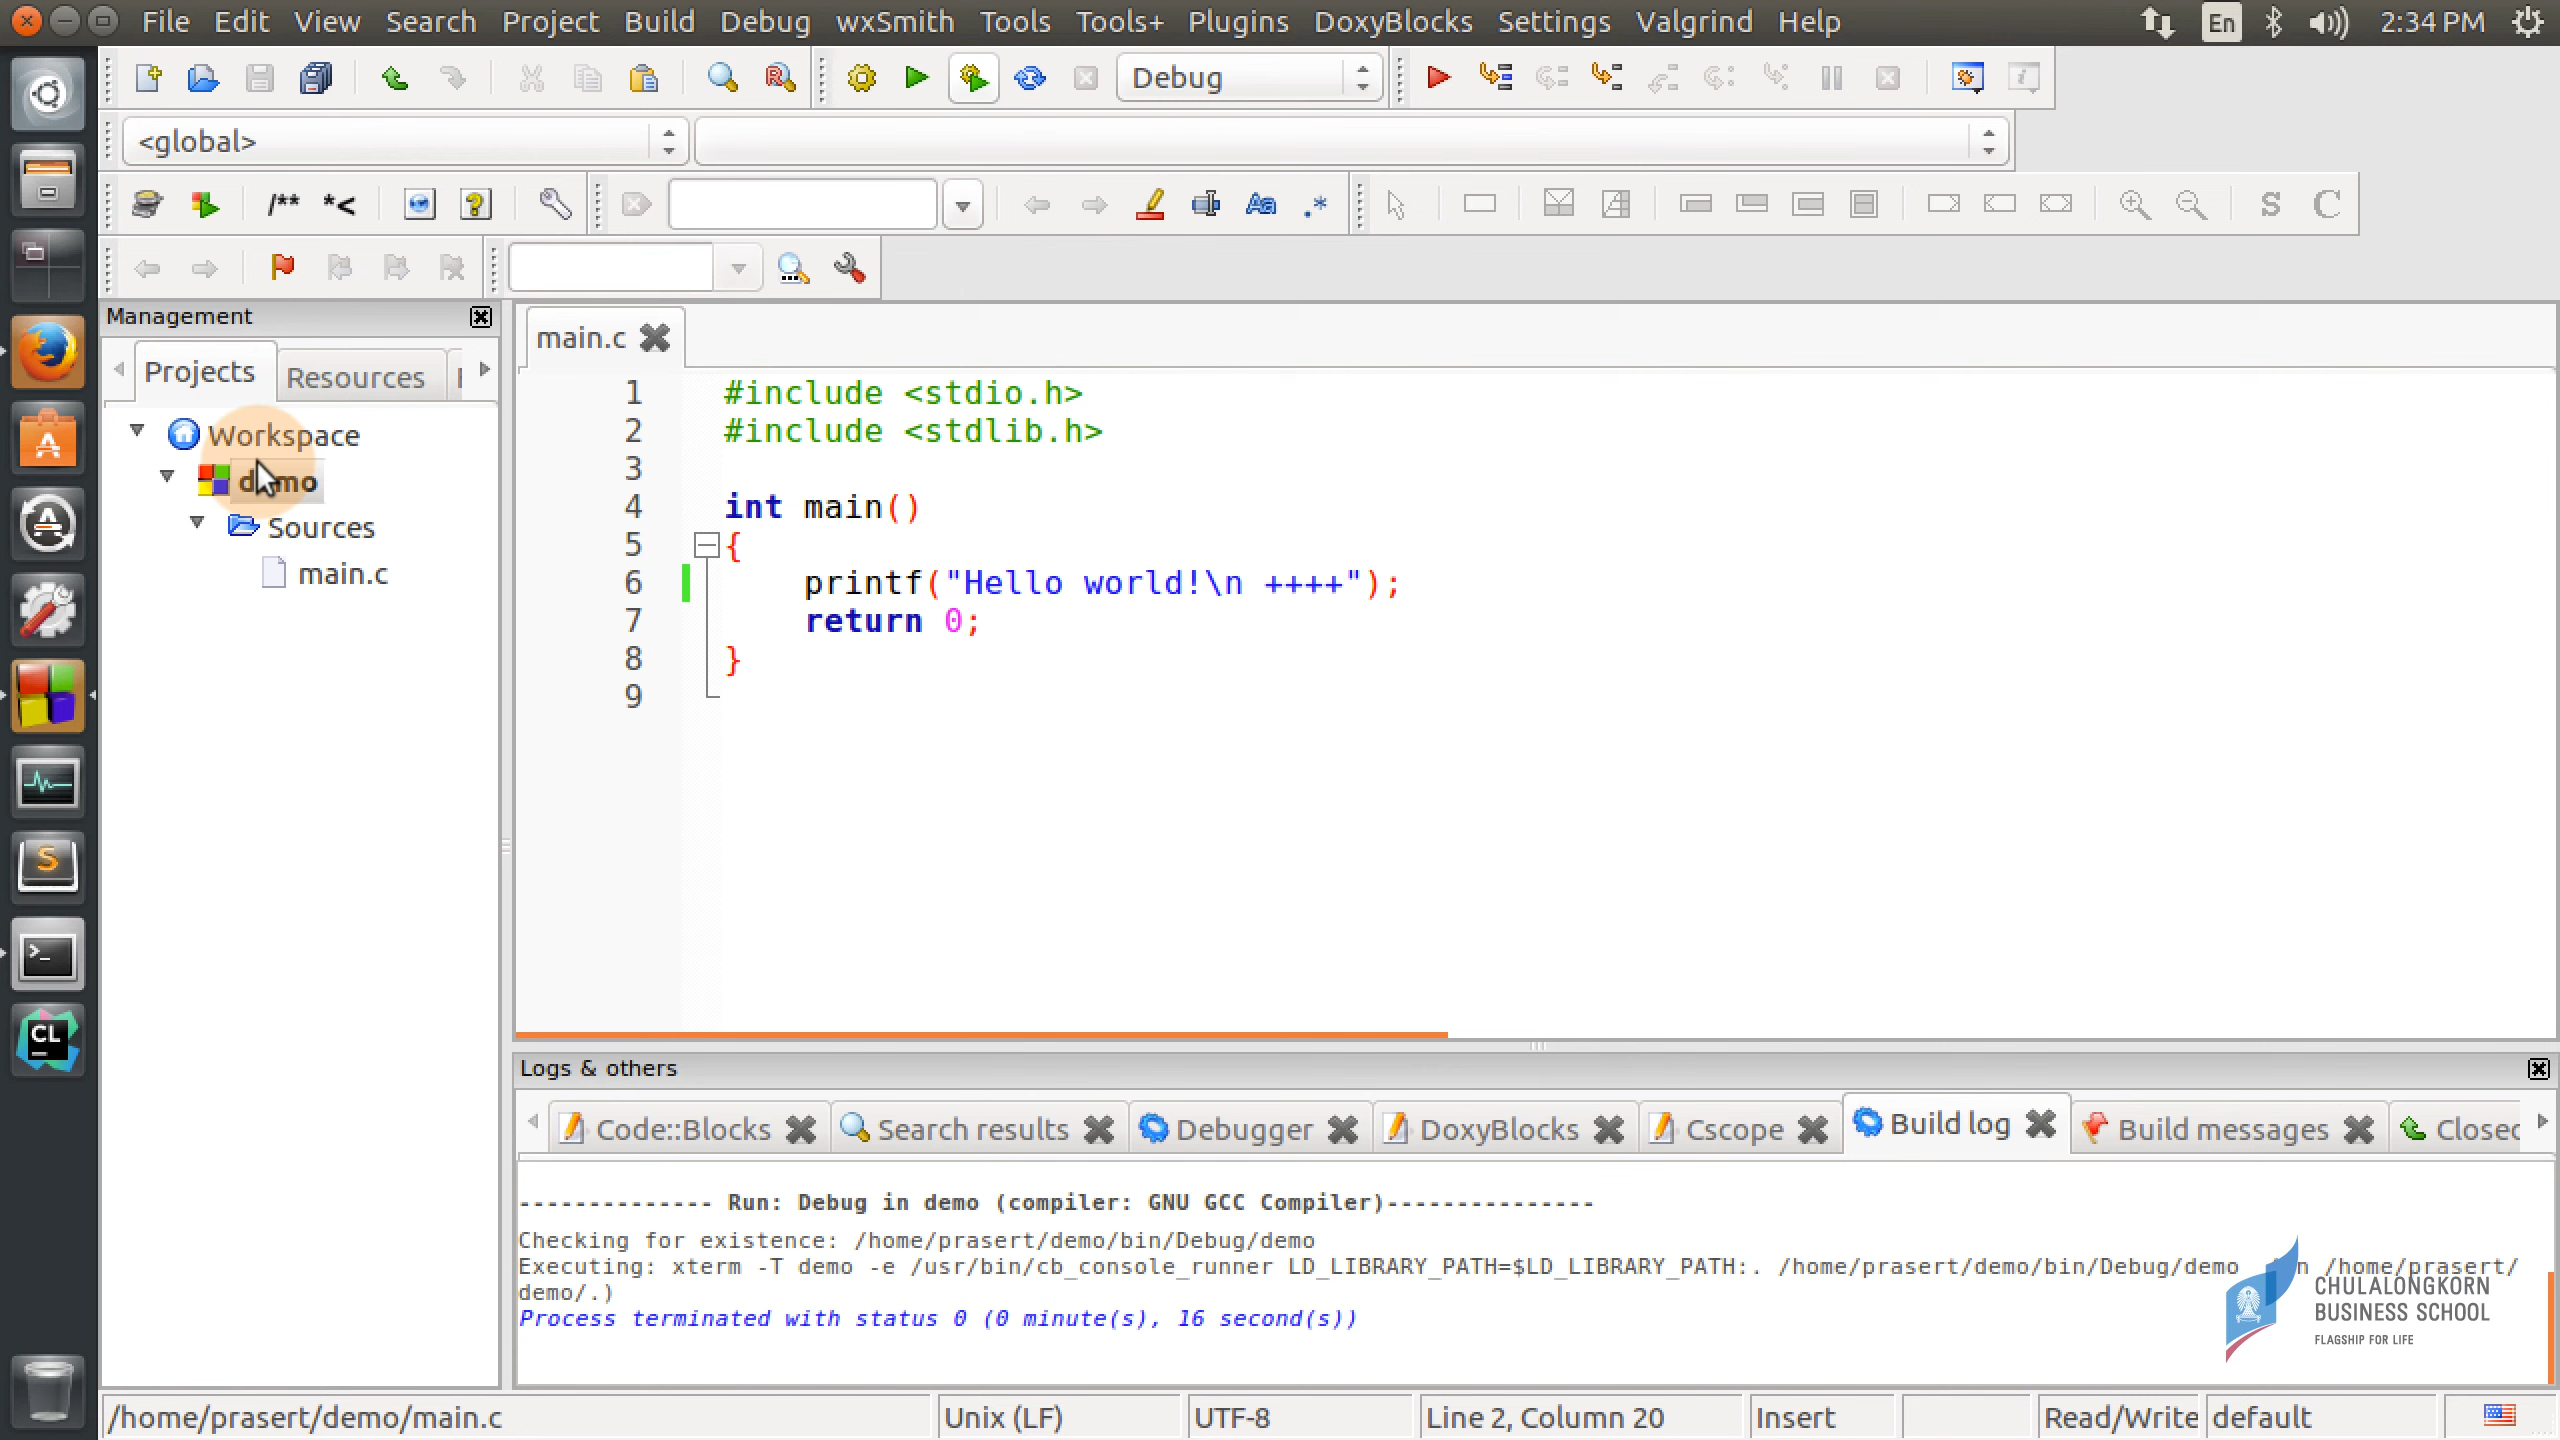 File Edit View Search Project Build Debug wxSmith Tools Tools+ Plugins DoxyBlocks Settings Valgrind Help En 2:34 PM
Debug
<global>
/** *< Aa .* S C
Management
Projects Resources
Workspace
demo
Sources
main.c
main.c
1 #include <stdio.h>
2 #include <stdlib.h>
3
4 int main()
5 {
6 printf("Hello world!\n ++++");
7 return 0;
8 }
9
Logs & others
Code::Blocks Search results Debugger DoxyBlocks Cscope Build log Build messages Closed
-------------- Run: Debug in demo (compiler: GNU GCC Compiler)---------------
Checking for existence: /home/prasert/demo/bin/Debug/demo
Executing: xterm -T demo -e /usr/bin/cb_console_runner LD_LIBRARY_PATH=$LD_LIBRARY_PATH:. /home/prasert/demo/bin/Debug/demo /home/prasert/
demo/.)
Process terminated with status 0 (0 minute(s), 16 second(s))
CHULALONGKORN
BUSINESS SCHOOL
FLAGSHIP FOR LIFE
/home/prasert/demo/main.c Unix (LF) UTF-8 Line 2, Column 20 Insert Read/Write default